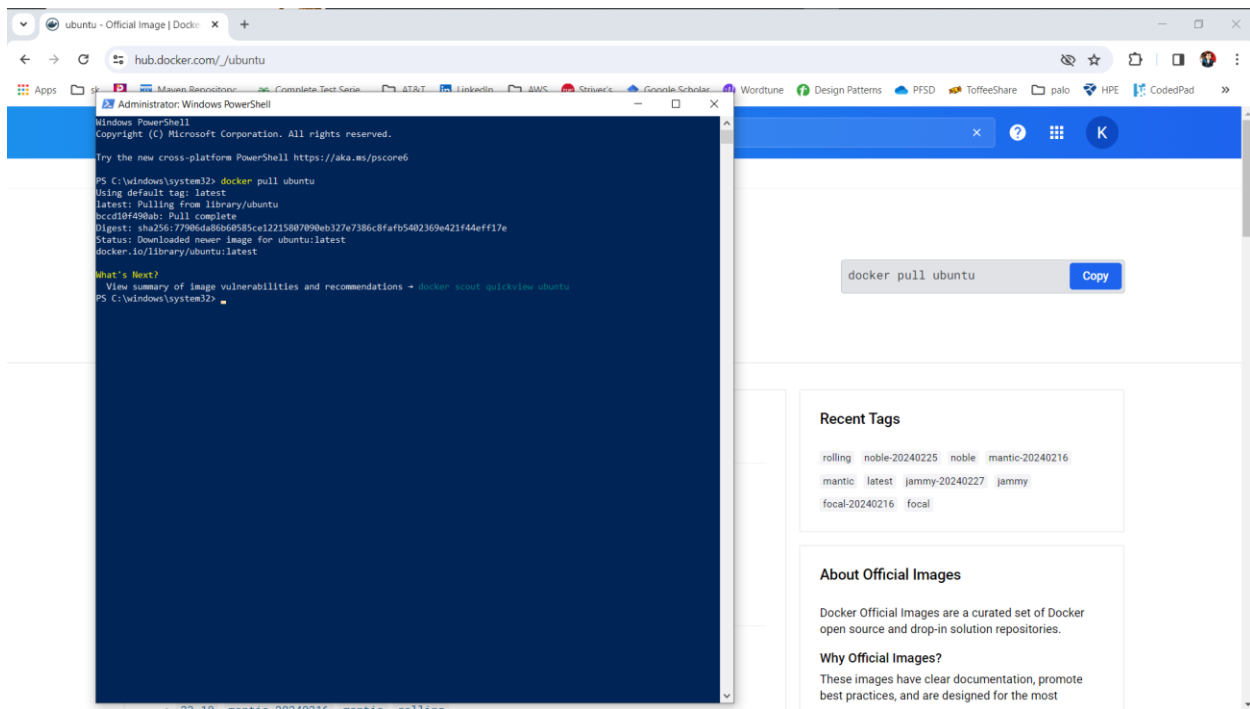 ubuntu - Official Image | Docke
hub.docker.com/_/ubuntu
Apps Maven Repository Complete Test Serie AT&T LinkedIn AWS Striver's Google Scholar Wordtune Design Patterns PFSD ToffeeShare palo HPE CodedPad
Administrator: Windows PowerShell
Windows PowerShell
Copyright (C) Microsoft Corporation. All rights reserved.
Try the new cross-platform PowerShell https://aka.ms/pscore6
PS C:\windows\system32> docker pull ubuntu
Using default tag: latest
latest: Pulling from library/ubuntu
bccd10f490ab: Pull complete
Digest: sha256:77906da86b60585ce12215807090eb327e7386c8fafb5402369e421f44eff17e
Status: Downloaded newer image for ubuntu:latest
docker.io/library/ubuntu:latest
What's Next?
View summary of image vulnerabilities and recommendations → docker scout quickview ubuntu
PS C:\windows\system32>
K
docker pull ubuntu Copy
Recent Tags
rolling noble-20240225 noble mantic-20240216
mantic latest jammy-20240227 jammy
focal-20240216 focal
About Official Images
Docker Official Images are a curated set of Docker
open source and drop-in solution repositories.
Why Official Images?
These images have clear documentation, promote
best practices, and are designed for the most